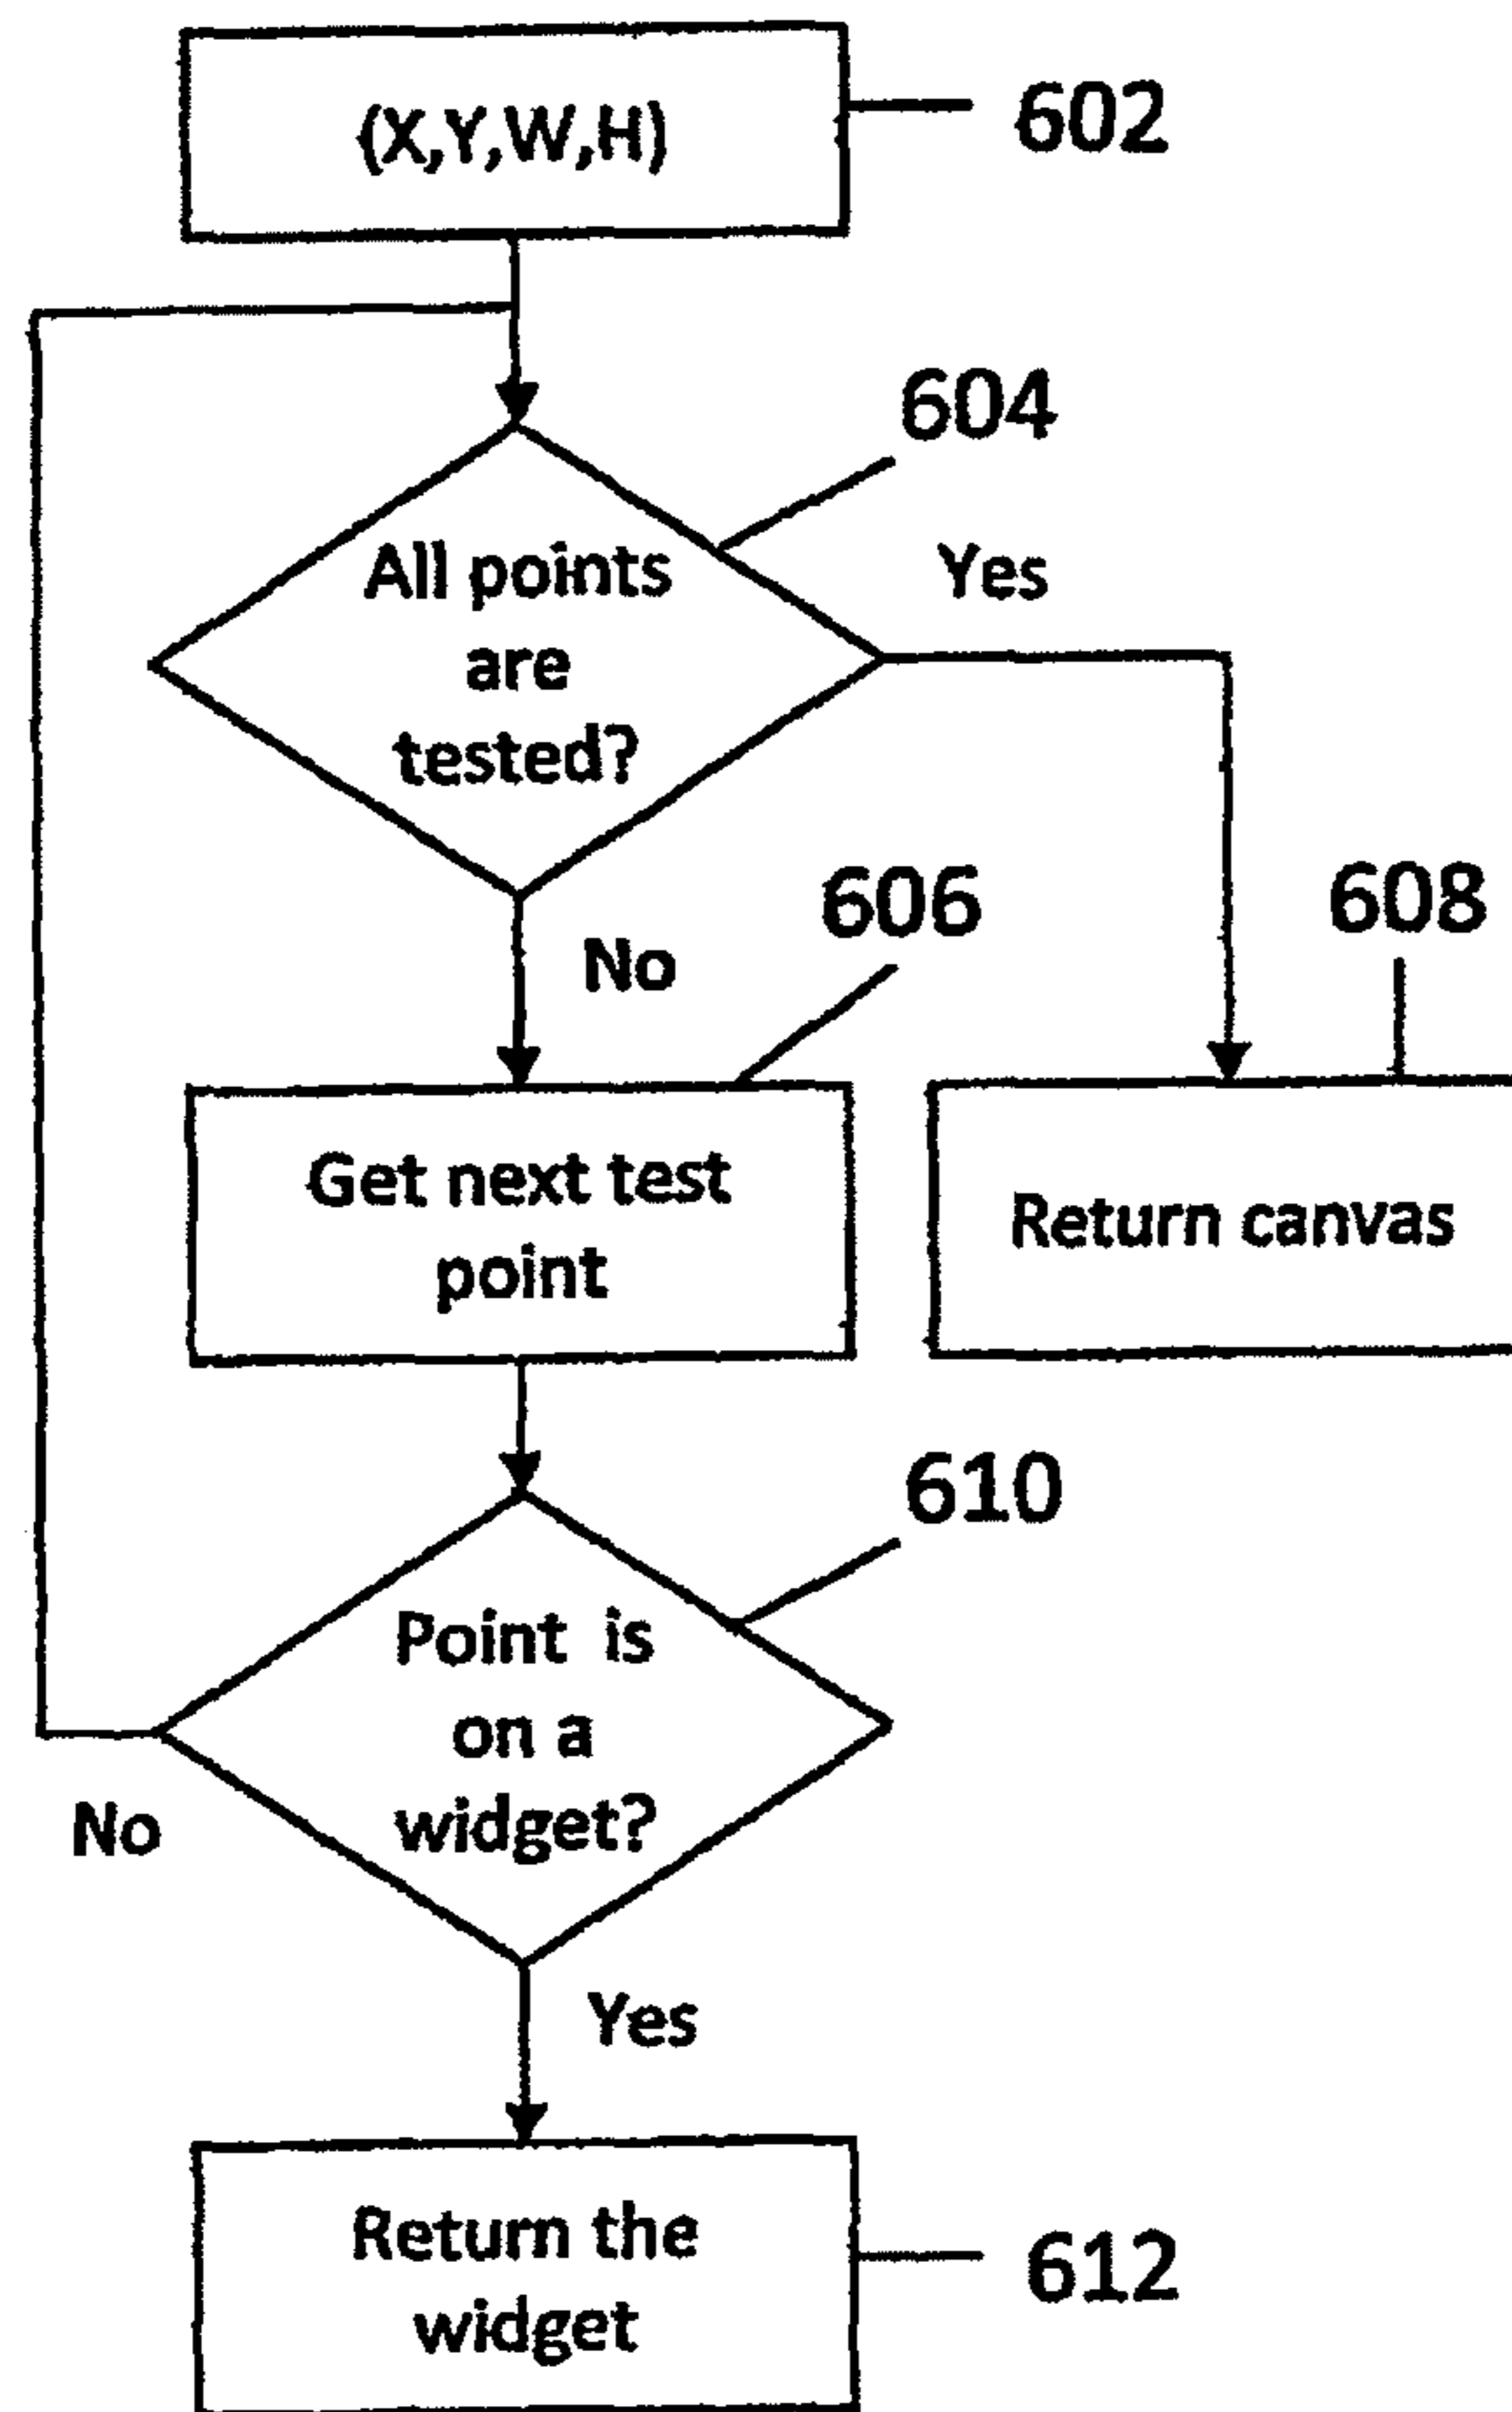 (X,Y,W,H)
602
604
All points
are
tested?
Yes
No
606
608
Get next test
point
Return canvas
610
Point is
on a
widget?
No
Yes
Return the
widget
612